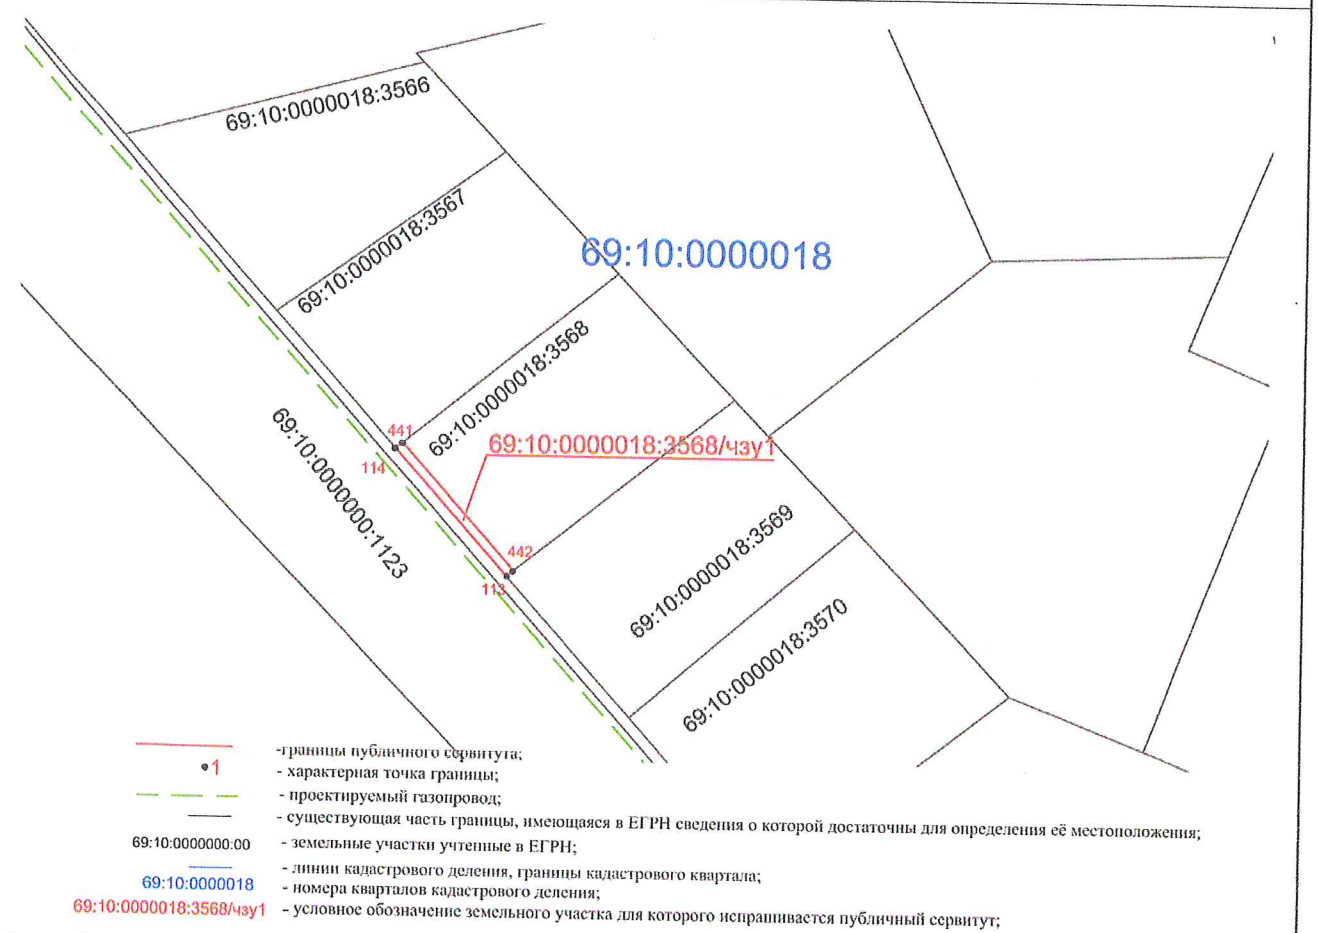 69:10:0000018:3566
69:10:0000018:3567
69:10:0000018
69:10:0000018:3568
441
69:10:0000018:3568/чзу1
114
69:10:0000000:1123
69:10:0000018:3569
442
113
69:10:0000018:3570
-границы публичного сервитута;
1 - характерная точка границы;
- проектируемый газопровод;
- существующая часть границы, имеющаяся в ЕГРН сведения о которой достаточны для определения её местоположения;
69:10:0000000:00 - земельные участки учтенные в ЕГРН;
- линии кадастрового деления, границы кадастрового квартала;
69:10:0000018 - номера кварталов кадастрового деления;
69:10:0000018:3568/чзу1 - условное обозначение земельного участка для которого испрашивается публичный сервитут;